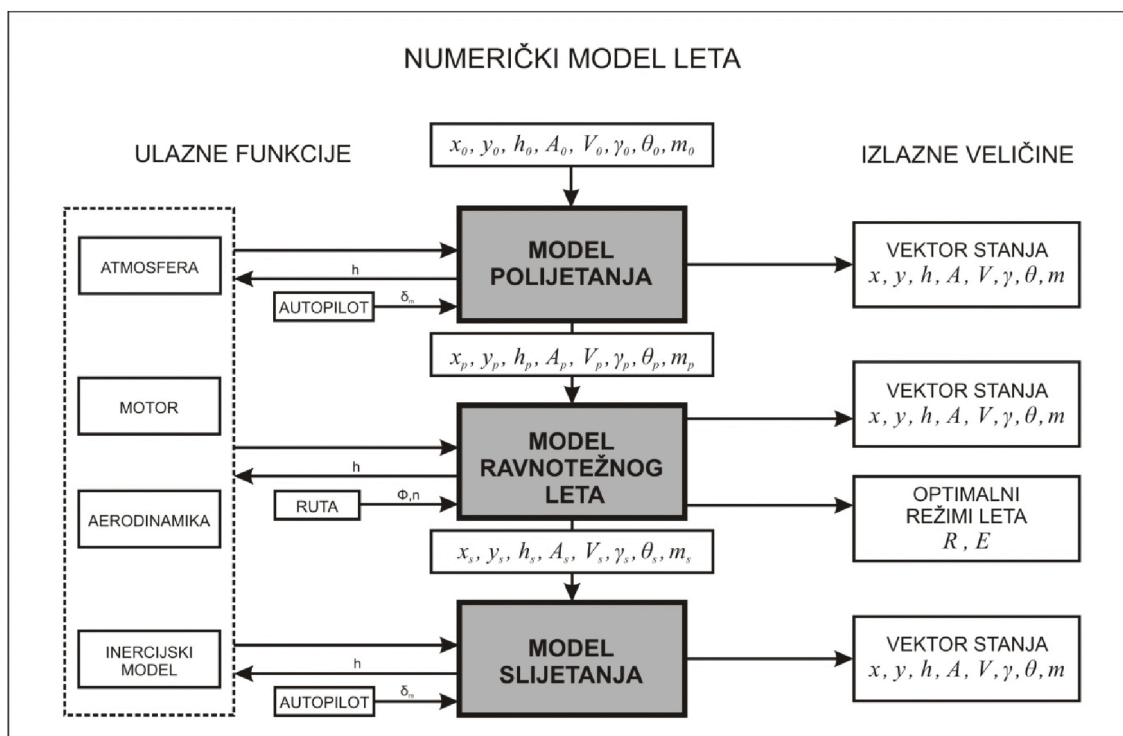 NUMERIČKI MODEL LETA
ULAZNE FUNKCIJE
x₀, y₀, h₀, A₀, V₀, γ₀, θ₀, m₀
IZLAZNE VELIČINE
ATMOSFERA
h
AUTOPILOT
δₘ
MODEL
POLIJETANJA
VEKTOR STANJA
x, y, h, A, V, γ, θ, m
xₚ, yₚ, hₚ, Aₚ, Vₚ, γₚ, θₚ, mₚ
MOTOR
AERODINAMIKA
h
RUTA
Φ,n
MODEL
RAVNOTEŽNOG
LETA
VEKTOR STANJA
x, y, h, A, V, γ, θ, m
OPTIMALNI
REŽIMI LETA
R , E
xₛ, yₛ, hₛ, Aₛ, Vₛ, γₛ, θₛ, mₛ
INERCIJSKI
MODEL
h
AUTOPILOT
δₘ
MODEL
SLIJETANJA
VEKTOR STANJA
x, y, h, A, V, γ, θ, m